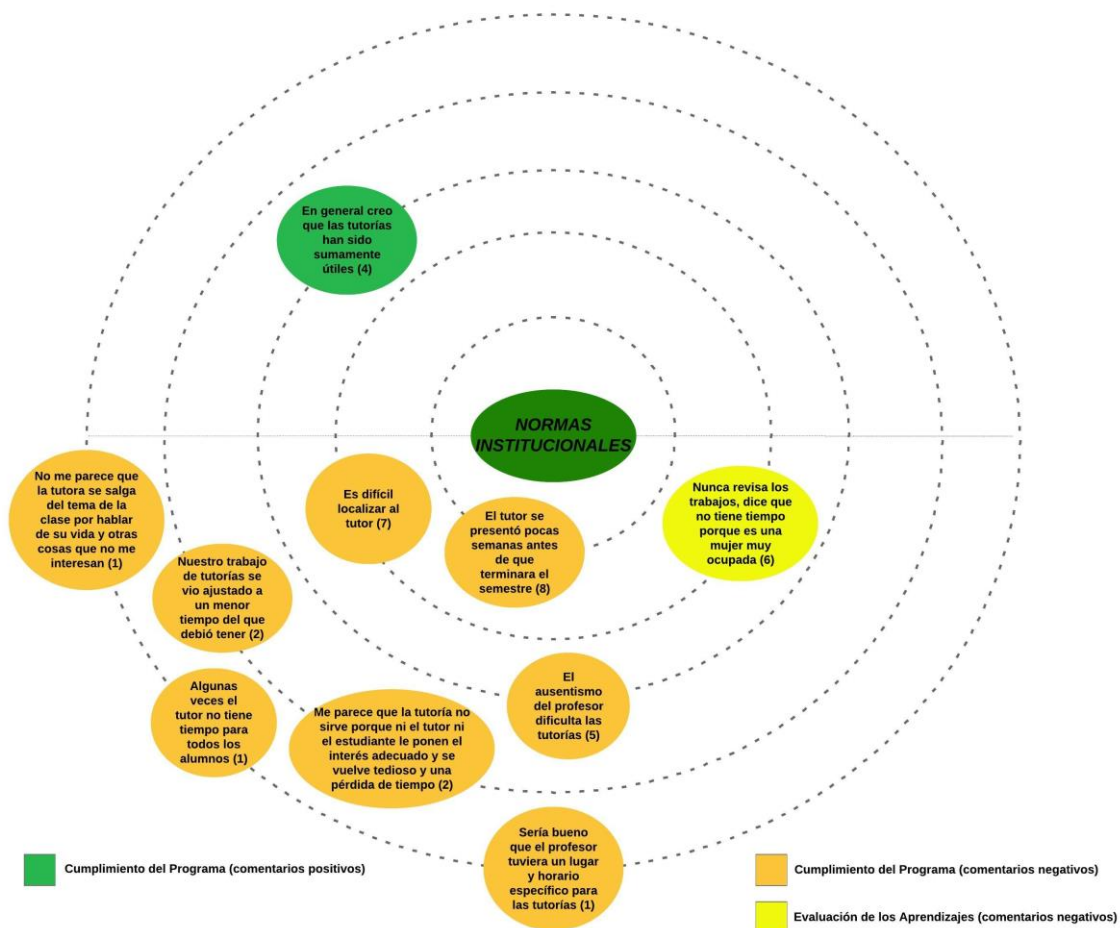 En general creo
que las tutorías
han sido
sumamente
útiles (4)
NORMAS
INSTITUCIONALES
No me parece que
la tutora se salga
del tema de la
clase por hablar
de su vida y otras
cosas que no me
interesan (1)
Es difícil
localizar al
tutor (7)
El tutor se
presentó pocas
semanas antes
de que
terminara el
semestre (8)
Nunca revisa los
trabajos, dice que
no tiene tiempo
porque es una
mujer muy
ocupada (6)
Nuestro trabajo
de tutorías se
vio ajustado a
un menor
tiempo del que
debió tener (2)
Algunas
veces el
tutor no tiene
tiempo para
todos los
alumnos (1)
Me parece que la tutoría no
sirve porque ni el tutor ni
el estudiante le ponen el
interés adecuado y se
vuelve tedioso y una
pérdida de tiempo (2)
El
ausentismo
del profesor
dificulta las
tutorías (5)
Sería bueno
que el profesor
tuviera un lugar
y horario
específico para
las tutorías (1)
Cumplimiento del Programa (comentarios positivos)
Cumplimiento del Programa (comentarios negativos)
Evaluación de los Aprendizajes (comentarios negativos)